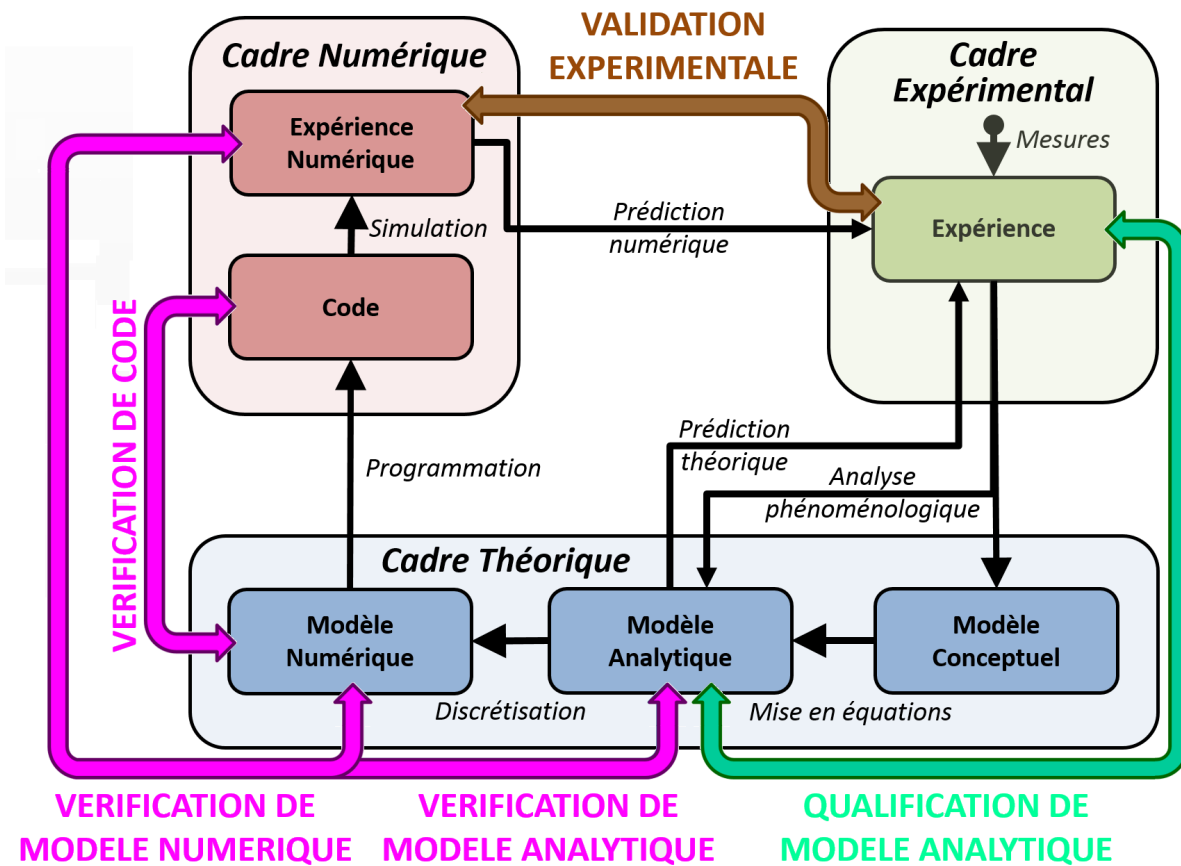 VALIDATION
EXPERIMENTALE
Cadre Numérique
Cadre
Expérimental
Expérience
Numérique
Mesures
Simulation
Prédiction
numérique
Expérience
Code
VERIFICATION DE CODE
Programmation
Prédiction
théorique
Analyse
phénoménologique
Cadre Théorique
Modèle
Numérique
Modèle
Analytique
Modèle
Conceptuel
Discrétisation
Mise en équations
VERIFICATION DE
MODELE NUMERIQUE
VERIFICATION DE
MODELE ANALYTIQUE
QUALIFICATION DE
MODELE ANALYTIQUE